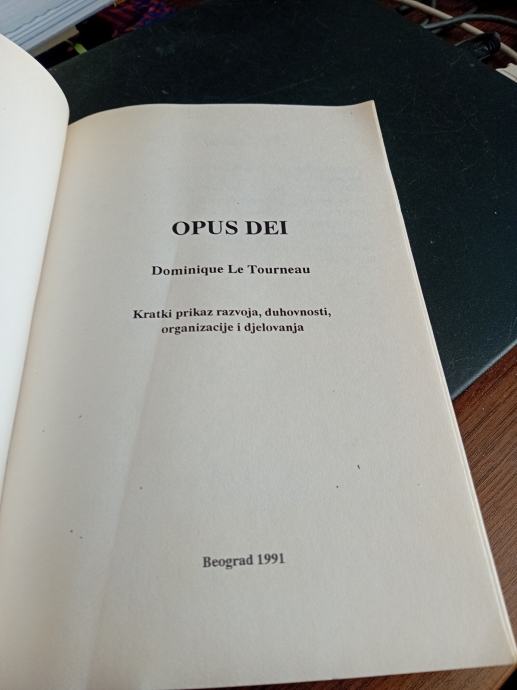 OPUS DEI
Dominique Le Tourneau
Kratki prikaz razvoja, duhovnosti,
organizacije i djelovanja
Beograd 1991